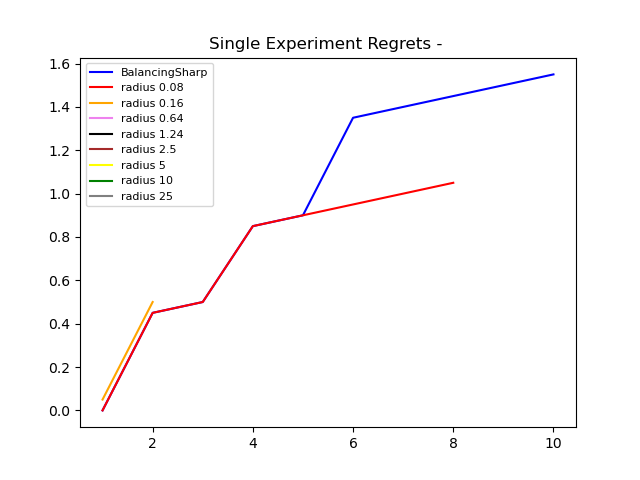 Single Experiment Regrets -
1.6
1.4
1.2
1.0
0.8
0.6
0.4
0.2
0.0
BalancingSharp
radius 0.08
radius 0.16
radius 0.64
radius 1.24
radius 2.5
radius 5
radius 10
radius 25
2 4 6 8 10